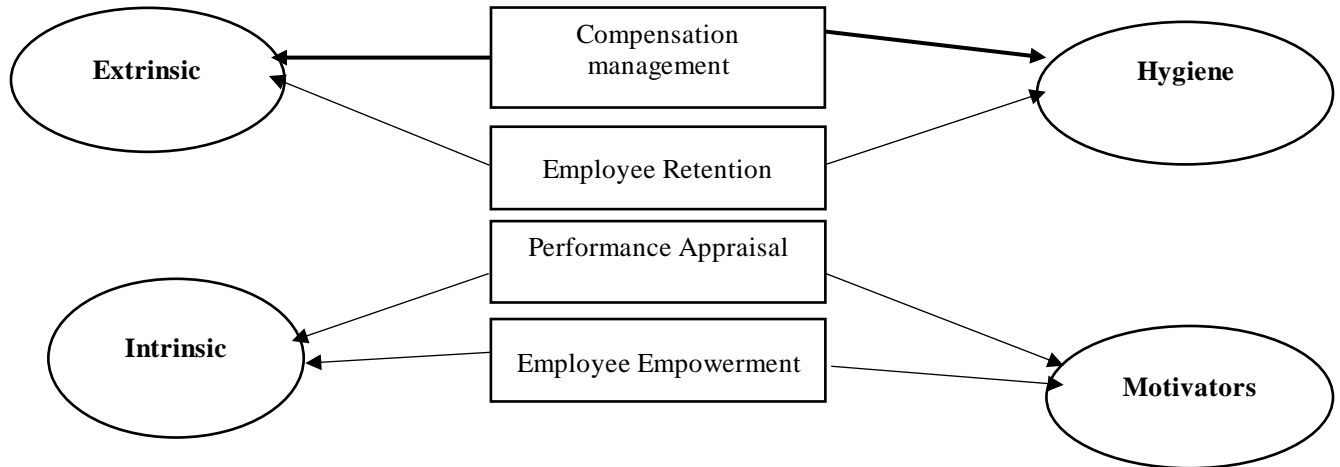 Extrinsic
Compensation
management
Hygiene
Employee Retention
Performance Appraisal
Intrinsic
Employee Empowerment
Motivators